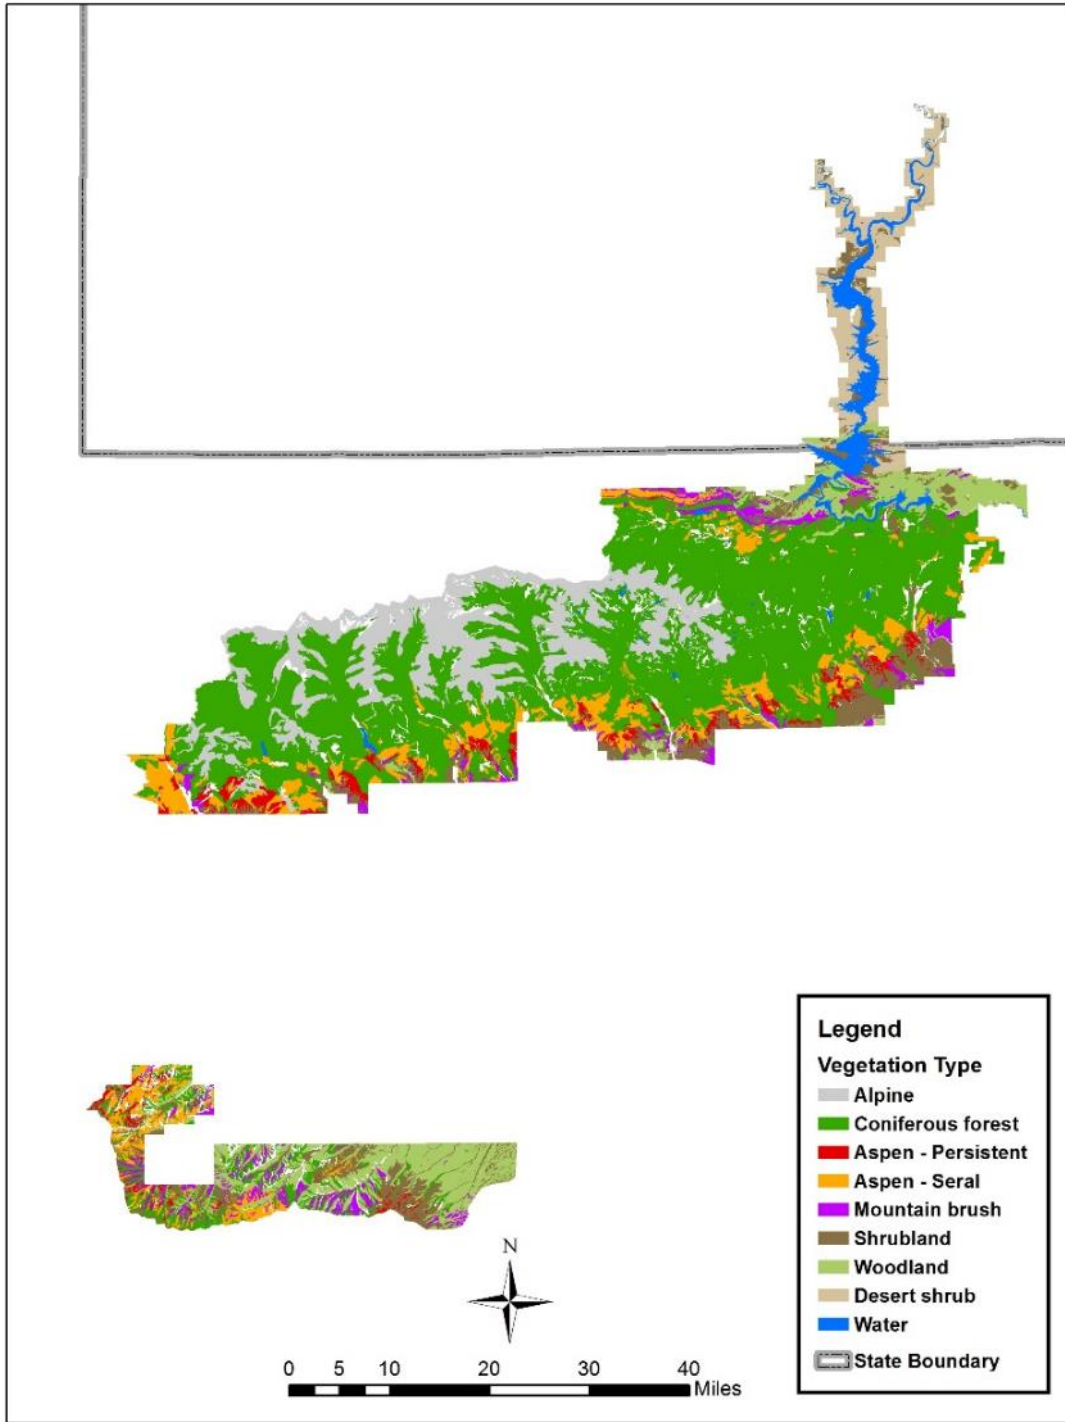 Legend
Vegetation Type
Alpine
Coniferous forest
Aspen - Persistent
Aspen - Seral
Mountain brush
Shrubland
Woodland
Desert shrub
Water
State Boundary
N
0 5 10 20 30 40
Miles